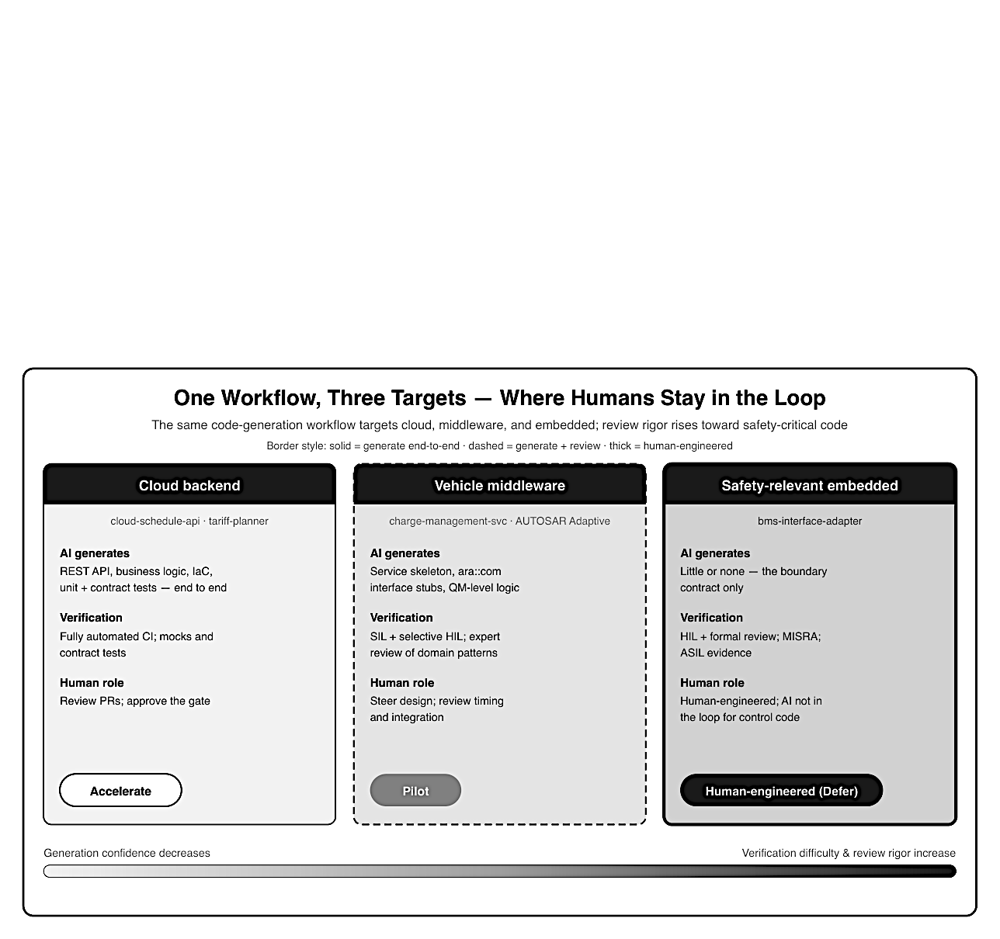 One Workflow, Three Targets — Where Humans Stay in the Loop
The same code-generation workflow targets cloud, middleware, and embedded; review rigor rises toward safety-critical code
Border style: solid = generate end-to-end · dashed = generate + review · thick = human-engineered
Cloud backend
cloud-schedule-api · tariff-planner
AI generates
REST API, business logic, IaC,
unit + contract tests — end to end
Verification
Fully automated CI; mocks and
contract tests
Human role
Review PRs; approve the gate
Accelerate
Vehicle middleware
charge-management-svc · AUTOSAR Adaptive
AI generates
Service skeleton, ara::com
interface stubs, QM-level logic
Verification
SIL + selective HIL; expert
review of domain patterns
Human role
Steer design; review timing
and integration
Pilot
Safety-relevant embedded
bms-interface-adapter
AI generates
Little or none — the boundary
contract only
Verification
HIL + formal review; MISRA;
ASIL evidence
Human role
Human-engineered; AI not in
the loop for control code
Human-engineered (Defer)
Generation confidence decreases
Verification difficulty & review rigor increase